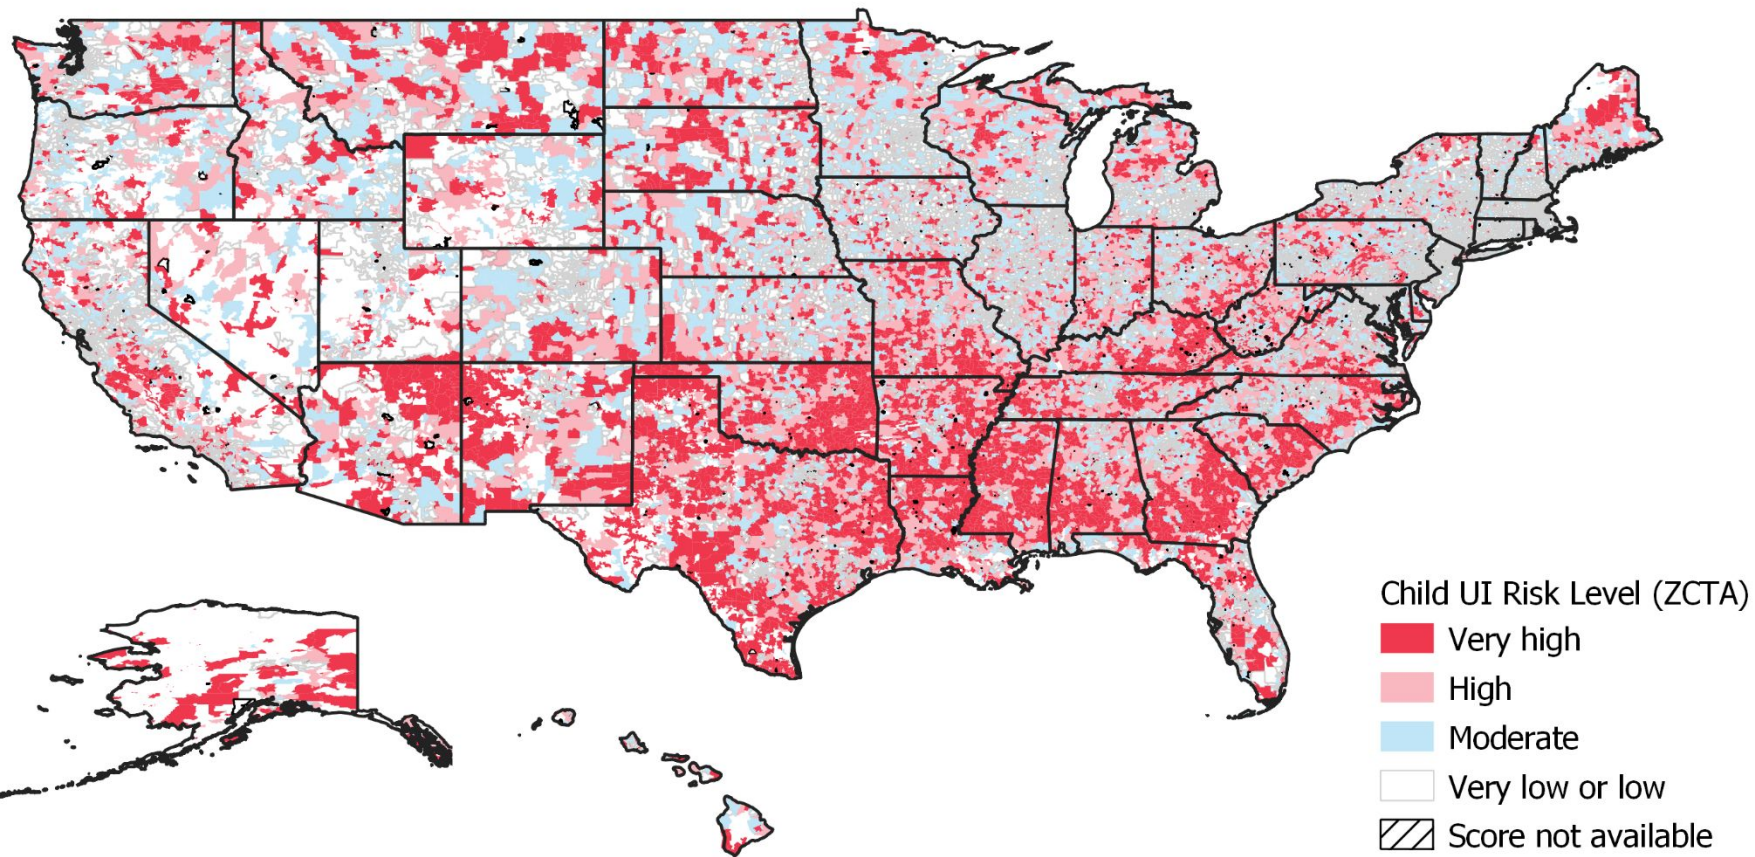 Child UI Risk Level (ZCTA)
Very high
High
Moderate
Very low or low
Score not available